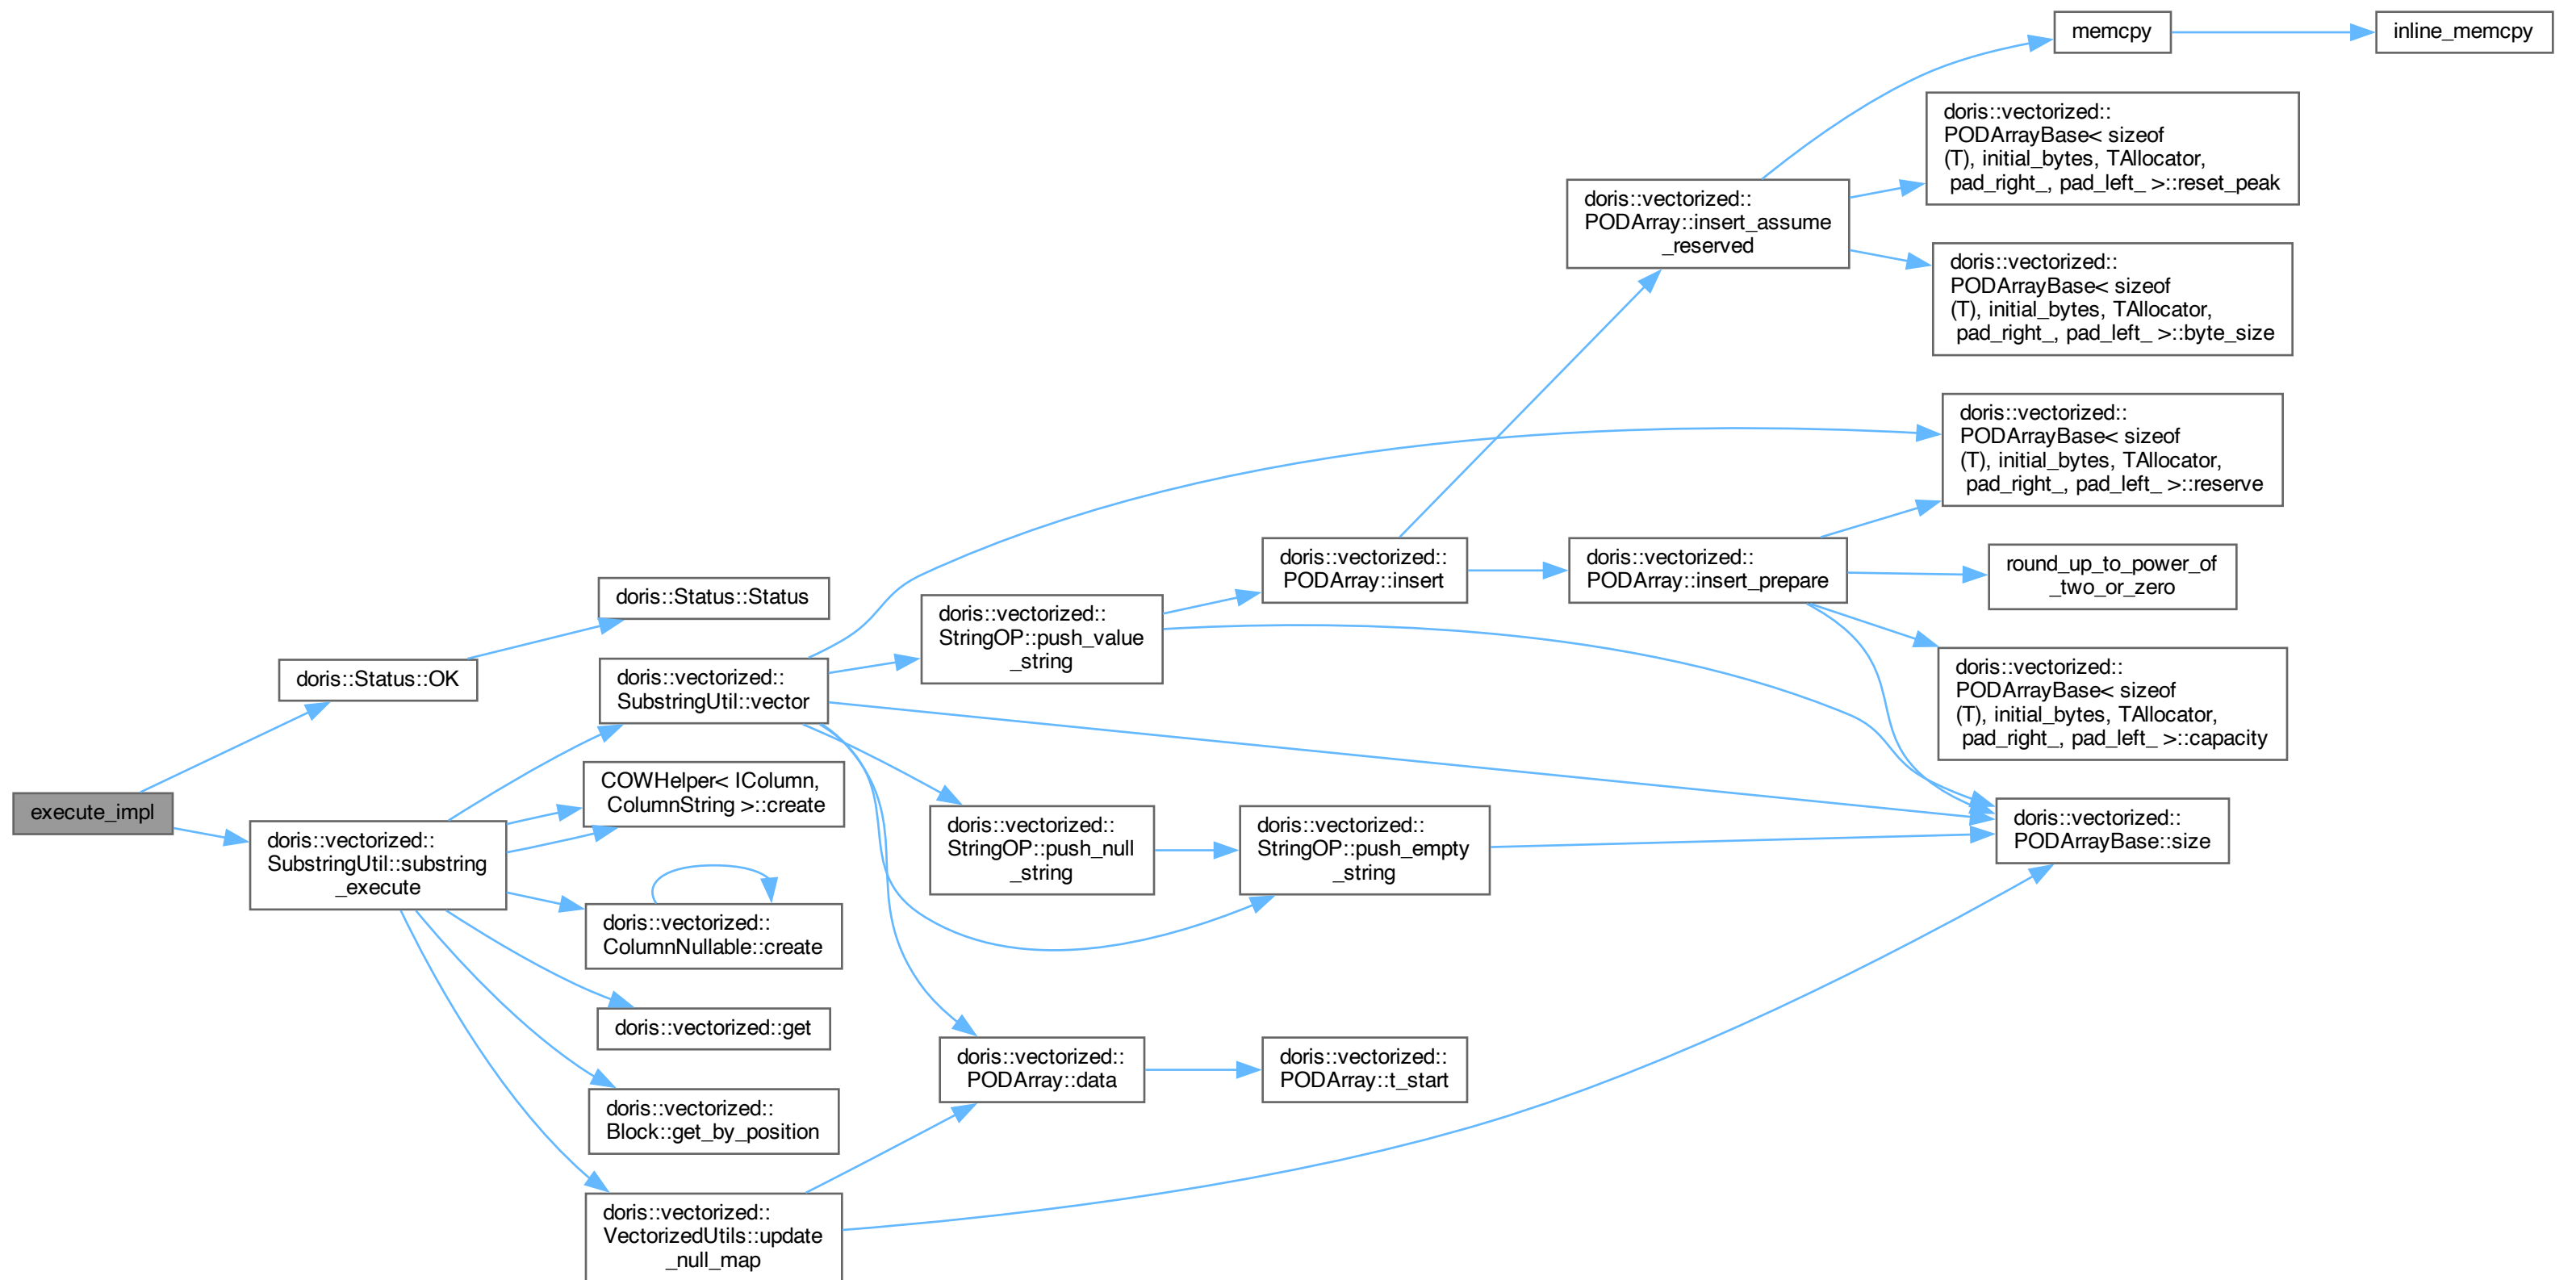 execute_impl
doris::Status::OK
doris::Status::Status
doris::vectorized::
SubstringUtil::substring
_execute
doris::vectorized::
SubstringUtil::vector
COWHelper< IColumn,
ColumnString >::create
doris::vectorized::
ColumnNullable::create
doris::vectorized::get
doris::vectorized::
Block::get_by_position
doris::vectorized::
VectorizedUtils::update
_null_map
doris::vectorized::
StringOP::push_value
_string
doris::vectorized::
StringOP::push_null
_string
doris::vectorized::
PODArray::data
doris::vectorized::
PODArray::insert
doris::vectorized::
StringOP::push_empty
_string
doris::vectorized::
PODArray::t_start
doris::vectorized::
PODArray::insert_assume
_reserved
doris::vectorized::
PODArray::insert_prepare
memcpy
inline_memcpy
doris::vectorized::
PODArrayBase< sizeof
(T), initial_bytes, TAllocator,
pad_right_, pad_left_ >::reset_peak
doris::vectorized::
PODArrayBase< sizeof
(T), initial_bytes, TAllocator,
pad_right_, pad_left_ >::byte_size
doris::vectorized::
PODArrayBase< sizeof
(T), initial_bytes, TAllocator,
pad_right_, pad_left_ >::reserve
round_up_to_power_of
_two_or_zero
doris::vectorized::
PODArrayBase< sizeof
(T), initial_bytes, TAllocator,
pad_right_, pad_left_ >::capacity
doris::vectorized::
PODArrayBase::size